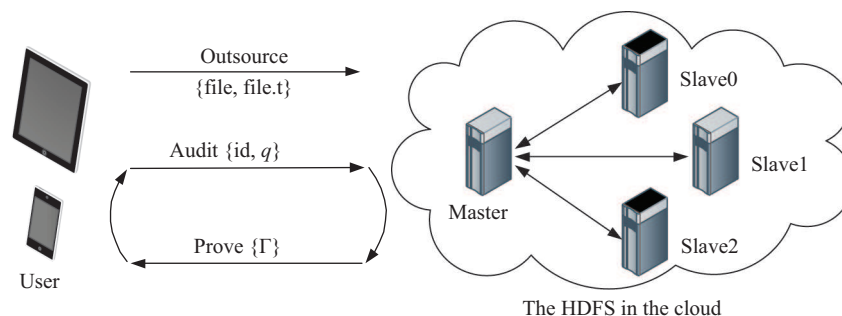 Outsource
{file, file.t}
Audit {id, q}
Prove {Γ}
User
Master
Slave0
Slave1
Slave2
The HDFS in the cloud